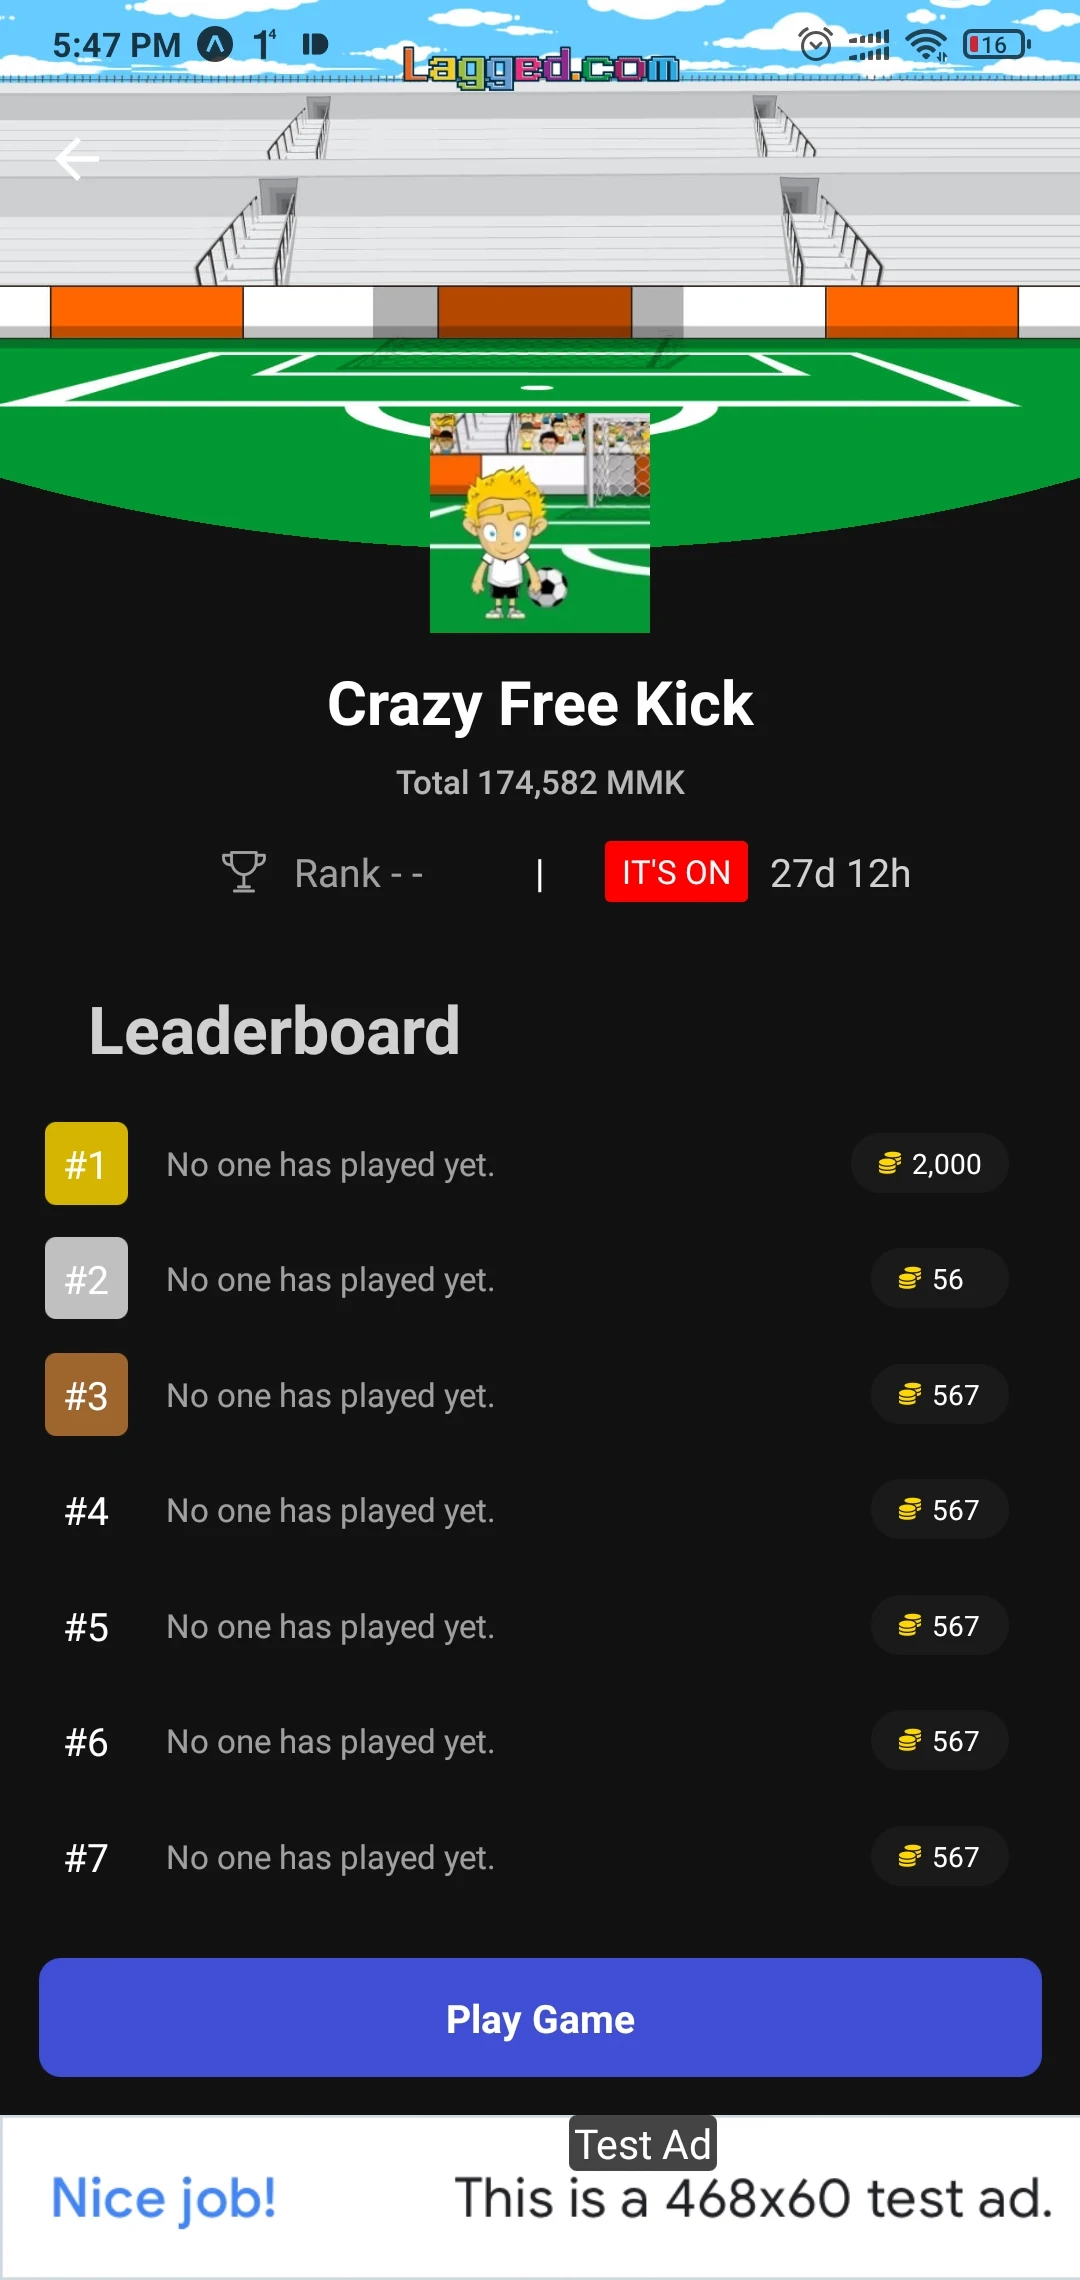 5:47 PM 1⁴ 16
Lagged.com
Crazy Free Kick
Total 174,582 MMK
Rank - - | IT'S ON 27d 12h
Leaderboard
#1 No one has played yet. 2,000
#2 No one has played yet. 56
#3 No one has played yet. 567
#4 No one has played yet. 567
#5 No one has played yet. 567
#6 No one has played yet. 567
#7 No one has played yet. 567
Play Game
Test Ad
Nice job! This is a 468x60 test ad.